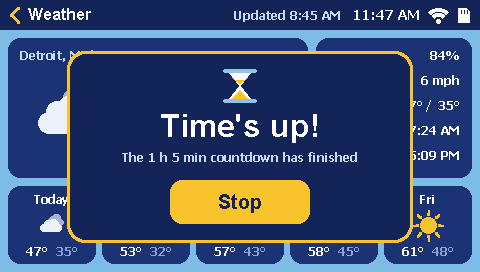 Weather
Updated 8:45 AM 11:47 AM
Detroit,
84%
6 mph
/ 35°
7:24 AM
5:09 PM
Time's up!
The 1 h 5 min countdown has finished
Stop
Today
Fri
47° 35°
53° 32°
57° 43°
58° 45°
61° 48°